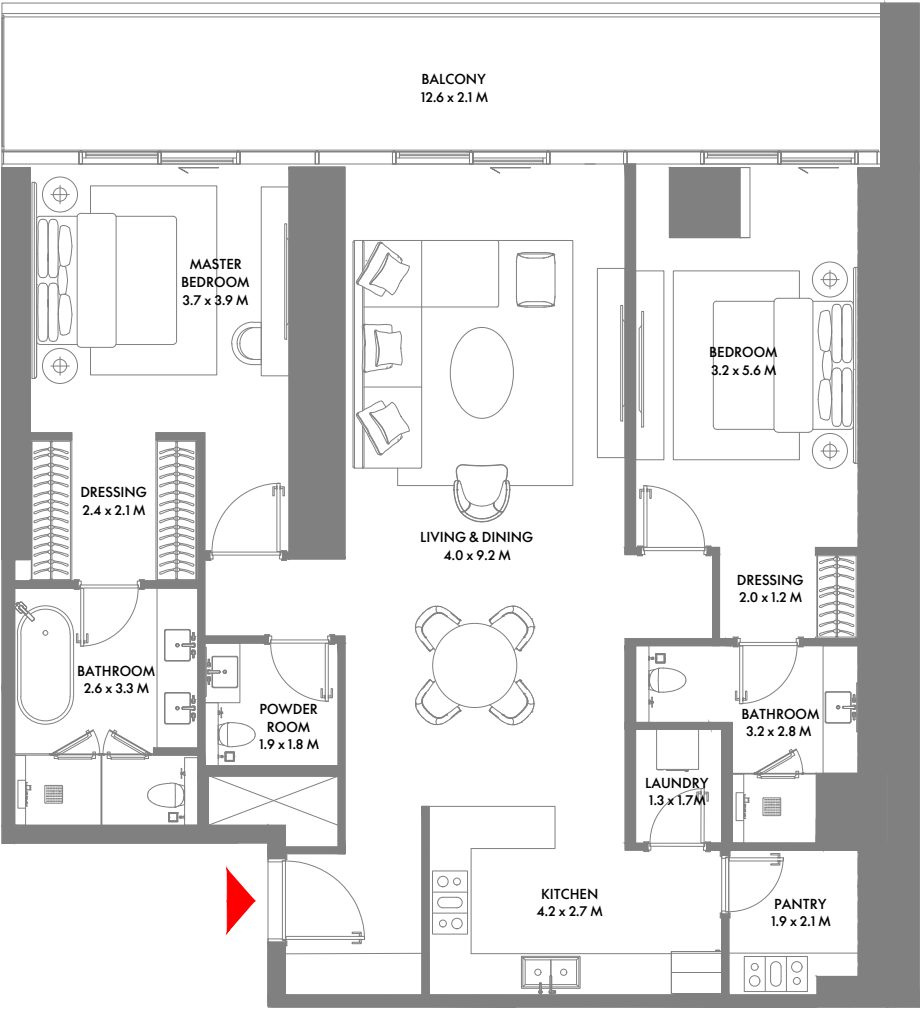 BALCONY
12.6 x 2.1 M
MASTER
BEDROOM
3.7 x 3.9 M
BEDROOM
3.2 x 5.6 M
DRESSING
2.4 x 2.1 M
LIVING & DINING
4.0 x 9.2 M
DRESSING
2.0 x 1.2 M
BATHROOM
2.6 x 3.3 M
POWDER
ROOM
1.9 x 1.8 M
BATHROOM
3.2 x 2.8 M
LAUNDRY
1.3 x 1.7M
KITCHEN
4.2 x 2.7 M
PANTRY
1.9 x 2.1 M